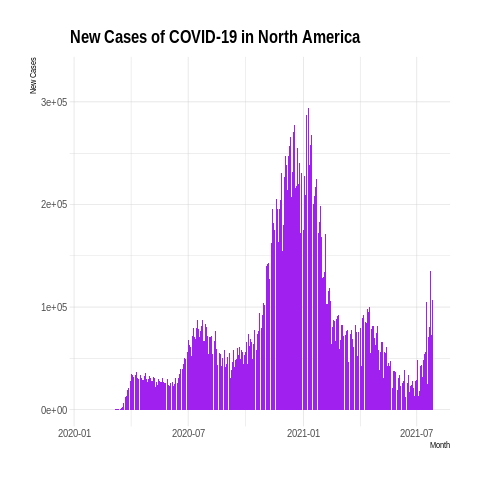 New Cases of COVID-19 in North America
New Cases
3e+05
2e+05
1e+05
0e+00
2020-01 2020-07 2021-01 2021-07
Month